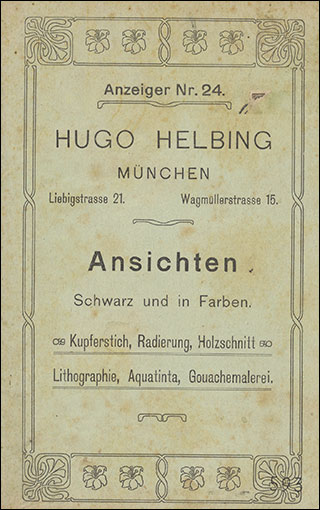 Anzeiger Nr. 24.
HUGO HELBING
MÜNCHEN
Liebigstrasse 21. Wagmüllerstrasse 15.
Ansichten
Schwarz und in Farben.
Kupferstich, Radierung, Holzschnitt
Lithographie, Aquatinta, Gouachemalerei.
593